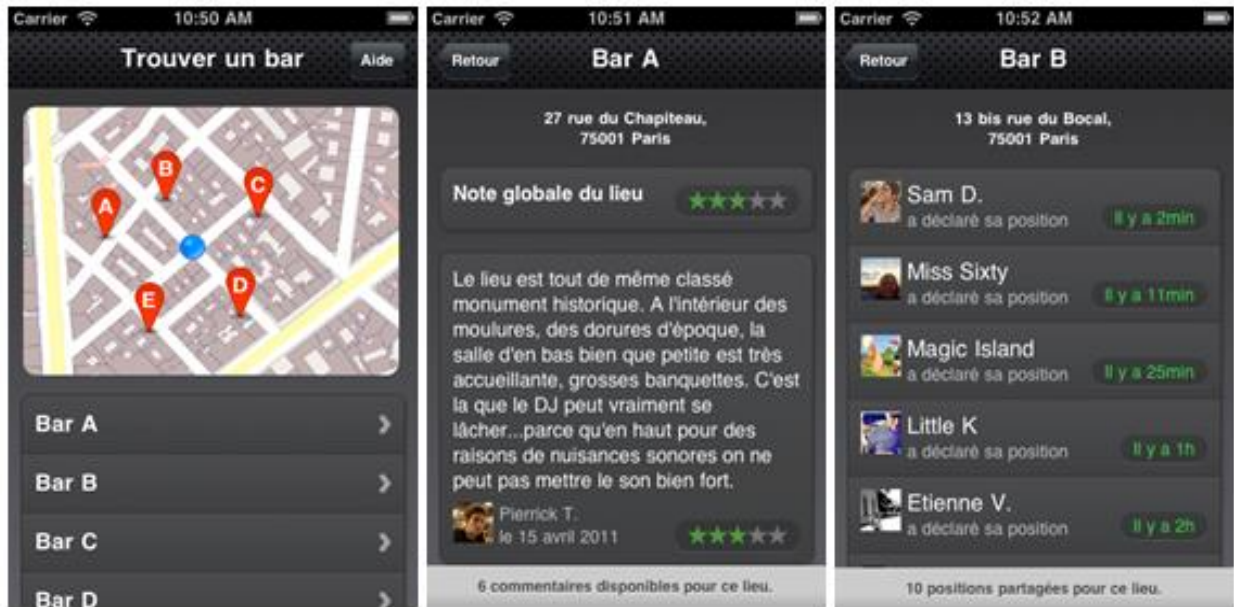 Carrier 10:50 AM
Trouver un bar Aide
B
C
A
D
E
Bar A
Bar B
Bar C
Bar D
Carrier 10:51 AM
Retour Bar A
27 rue du Chapiteau,
75001 Paris
Note globale du lieu
Le lieu est tout de même classé
monument historique. A l'intérieur des
moulures, des dorures d'époque, la
salle d'en bas bien que petite est très
accueillante, grosses banquettes. C'est
la que le DJ peut vraiment se
lâcher...parce qu'en haut pour des
raisons de nuisances sonores on ne
peut pas mettre le son bien fort.
Pierrick T.
le 15 avril 2011
6 commentaires disponibles pour ce lieu.
Carrier 10:52 AM
Retour Bar B
13 bis rue du Bocal,
75001 Paris
Sam D.
a déclaré sa position Il y a 2min
Miss Sixty
a déclaré sa position Il y a 11min
Magic Island
a déclaré sa position Il y a 25min
Little K
a déclaré sa position Il y a 1h
Etienne V.
a déclaré sa position Il y a 2h
10 positions partagées pour ce lieu.